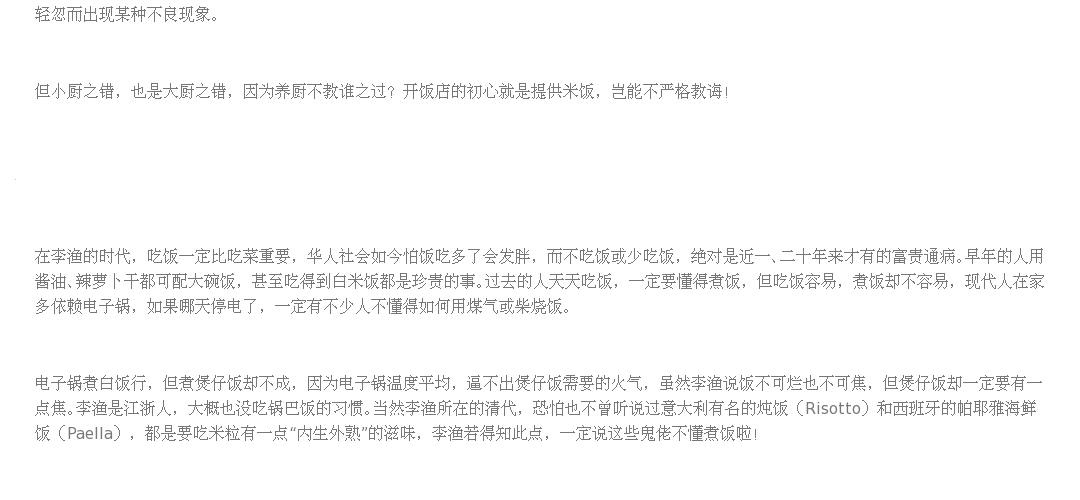 轻忽而出现某种不良现象。
但小厨之错，也是大厨之错，因为养厨不教谁之过？开饭店的初心就是提供米饭，岂能不严格教诲！
在李渔的时代，吃饭一定比吃菜重要，华人社会如今怕饭吃多了会发胖，而不吃饭或少吃饭，绝对是近一、二十年来才有的富贵通病。早年的人用
酱油、辣萝卜干都可配大碗饭，甚至吃得到白米饭都是珍贵的事。过去的人天天吃饭，一定要懂得煮饭，但吃饭容易，煮饭却不容易，现代人在家
多依赖电子锅，如果哪天停电了，一定有不少人不懂得如何用煤气或柴烧饭。
电子锅煮白饭行，但煮煲仔饭却不成，因为电子锅温度平均，逼不出煲仔饭需要的火气，虽然李渔说饭不可烂也不可焦，但煲仔饭却一定要有一
点焦。李渔是江浙人，大概也没吃锅巴饭的习惯。当然李渔所在的清代，恐怕也不曾听说过意大利有名的炖饭（Risotto）和西班牙的帕耶雅海鲜
饭（Paella），都是要吃米粒有一点“内生外熟”的滋味，李渔若得知此点，一定说这些鬼佬不懂煮饭啦！